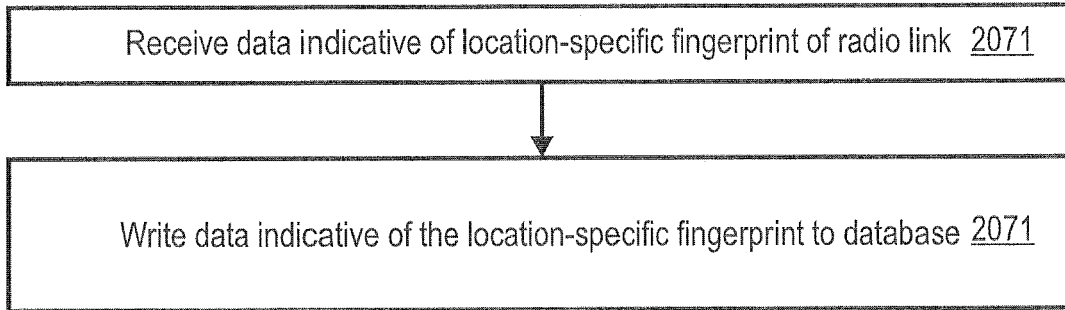 Receive data indicative of location-specific fingerprint of radio link 2071
Write data indicative of the location-specific fingerprint to database 2071